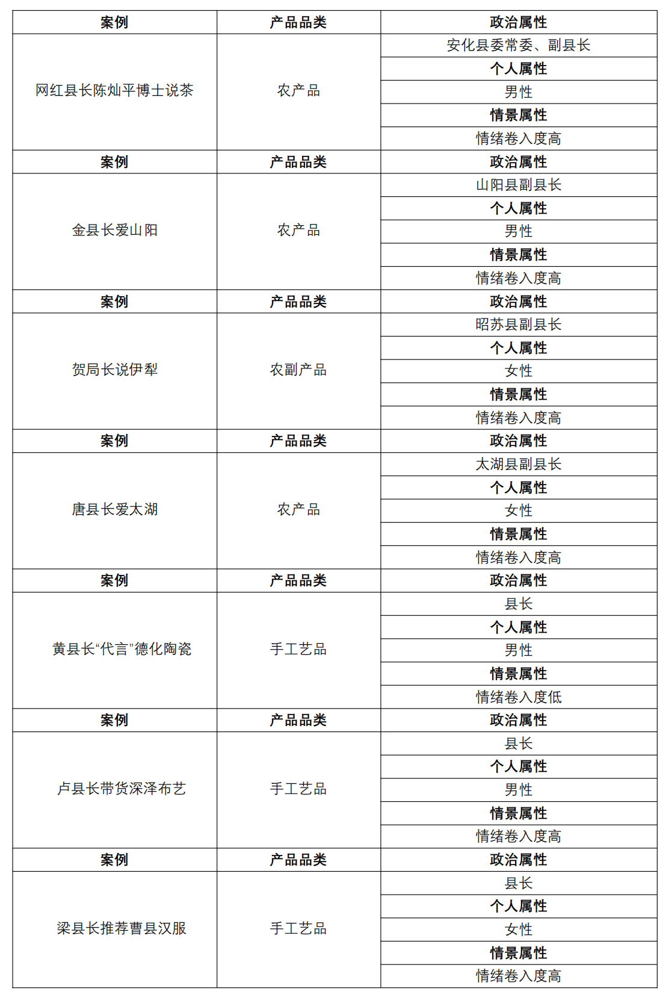 案例 产品品类 政治属性
安化县委常委、副县长
个人属性
网红县长陈灿平博士说茶 农产品 男性
情景属性
情绪卷入度高
案例 产品品类 政治属性
山阳县副县长
个人属性
金县长爱山阳 农产品 男性
情景属性
情绪卷入度高
案例 产品品类 政治属性
昭苏县副县长
个人属性
贺局长说伊犁 农副产品 女性
情景属性
情绪卷入度高
案例 产品品类 政治属性
太湖县副县长
个人属性
唐县长爱太湖 农产品 女性
情景属性
情绪卷入度高
案例 产品品类 政治属性
县长
个人属性
黄县长“代言”德化陶瓷 手工艺品 男性
情景属性
情绪卷入度低
案例 产品品类 政治属性
县长
个人属性
卢县长带货深泽布艺 手工艺品 男性
情景属性
情绪卷入度高
案例 产品品类 政治属性
县长
个人属性
梁县长推荐曹县汉服 手工艺品 女性
情景属性
情绪卷入度高